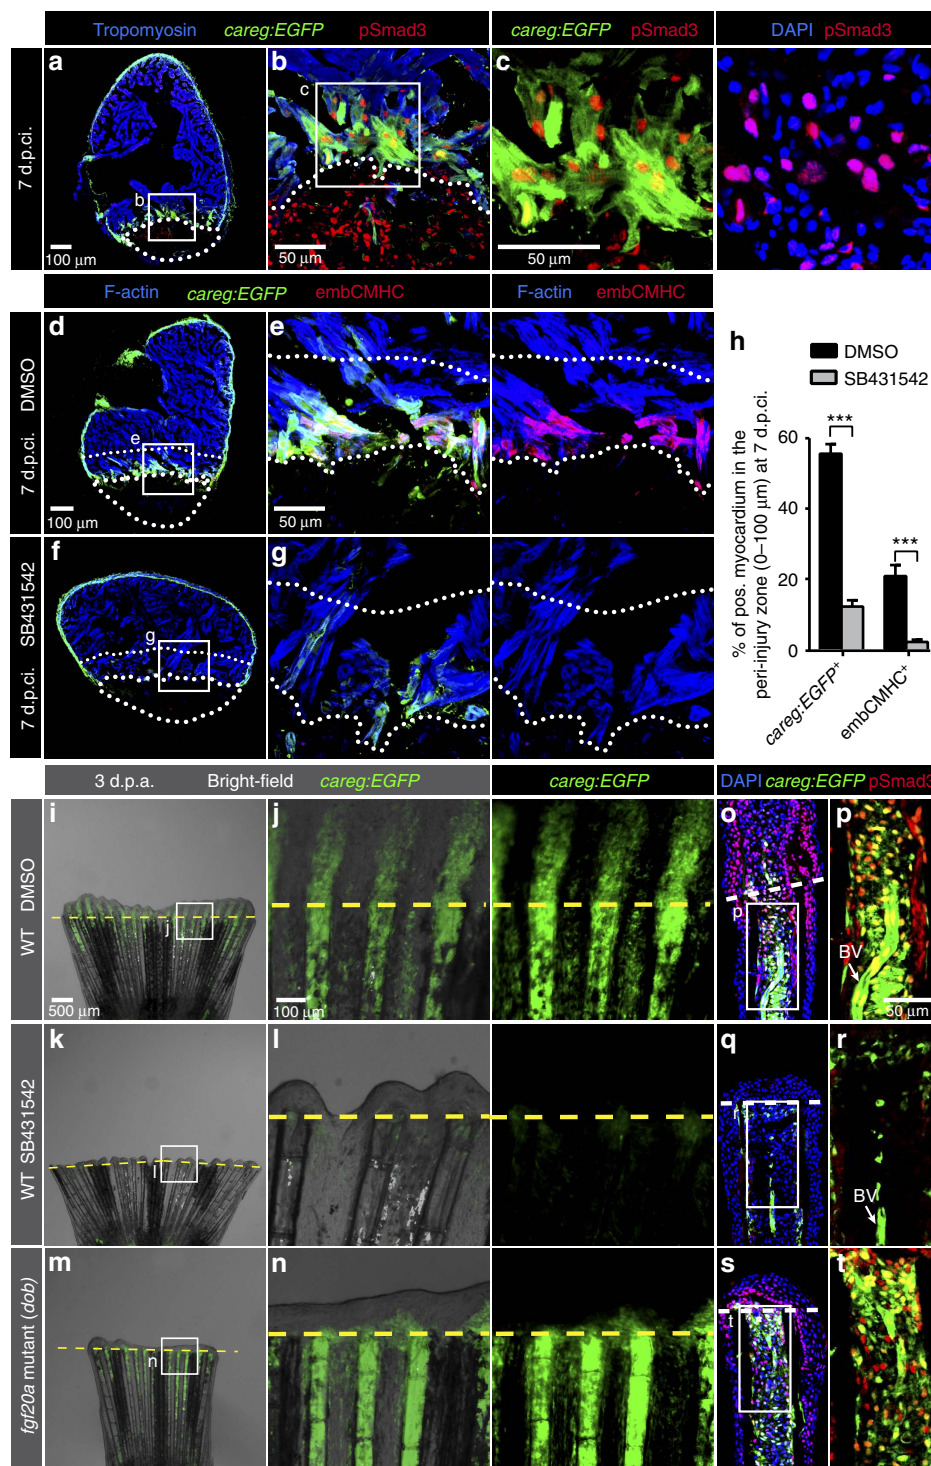 Tropomyosin careg:EGFP pSmad3
careg:EGFP pSmad3
DAPI pSmad3
7 d.p.ci.
a
b
100 µm
b
c
50 µm
c
50 µm
F-actin careg:EGFP embCMHC
F-actin embCMHC
7 d.p.ci. DMSO
d
e
100 µm
e
50 µm
7 d.p.ci. SB431542
f
g
g
h
DMSO
SB431542
% of pos. myocardium in the
peri-injury zone (0–100 µm) at 7 d.p.ci.
60
40
20
0
***
***
careg:EGFP+
embCMHC+
3 d.p.a. Bright-field careg:EGFP
careg:EGFP
DAPI careg:EGFP pSmad3
WT DMSO
i
j
500 µm
j
100 µm
o
p
p
BV
50 µm
WT SB431542
k
l
l
q
r
r
BV
fgf20a mutant (dob)
m
n
n
s
t
t